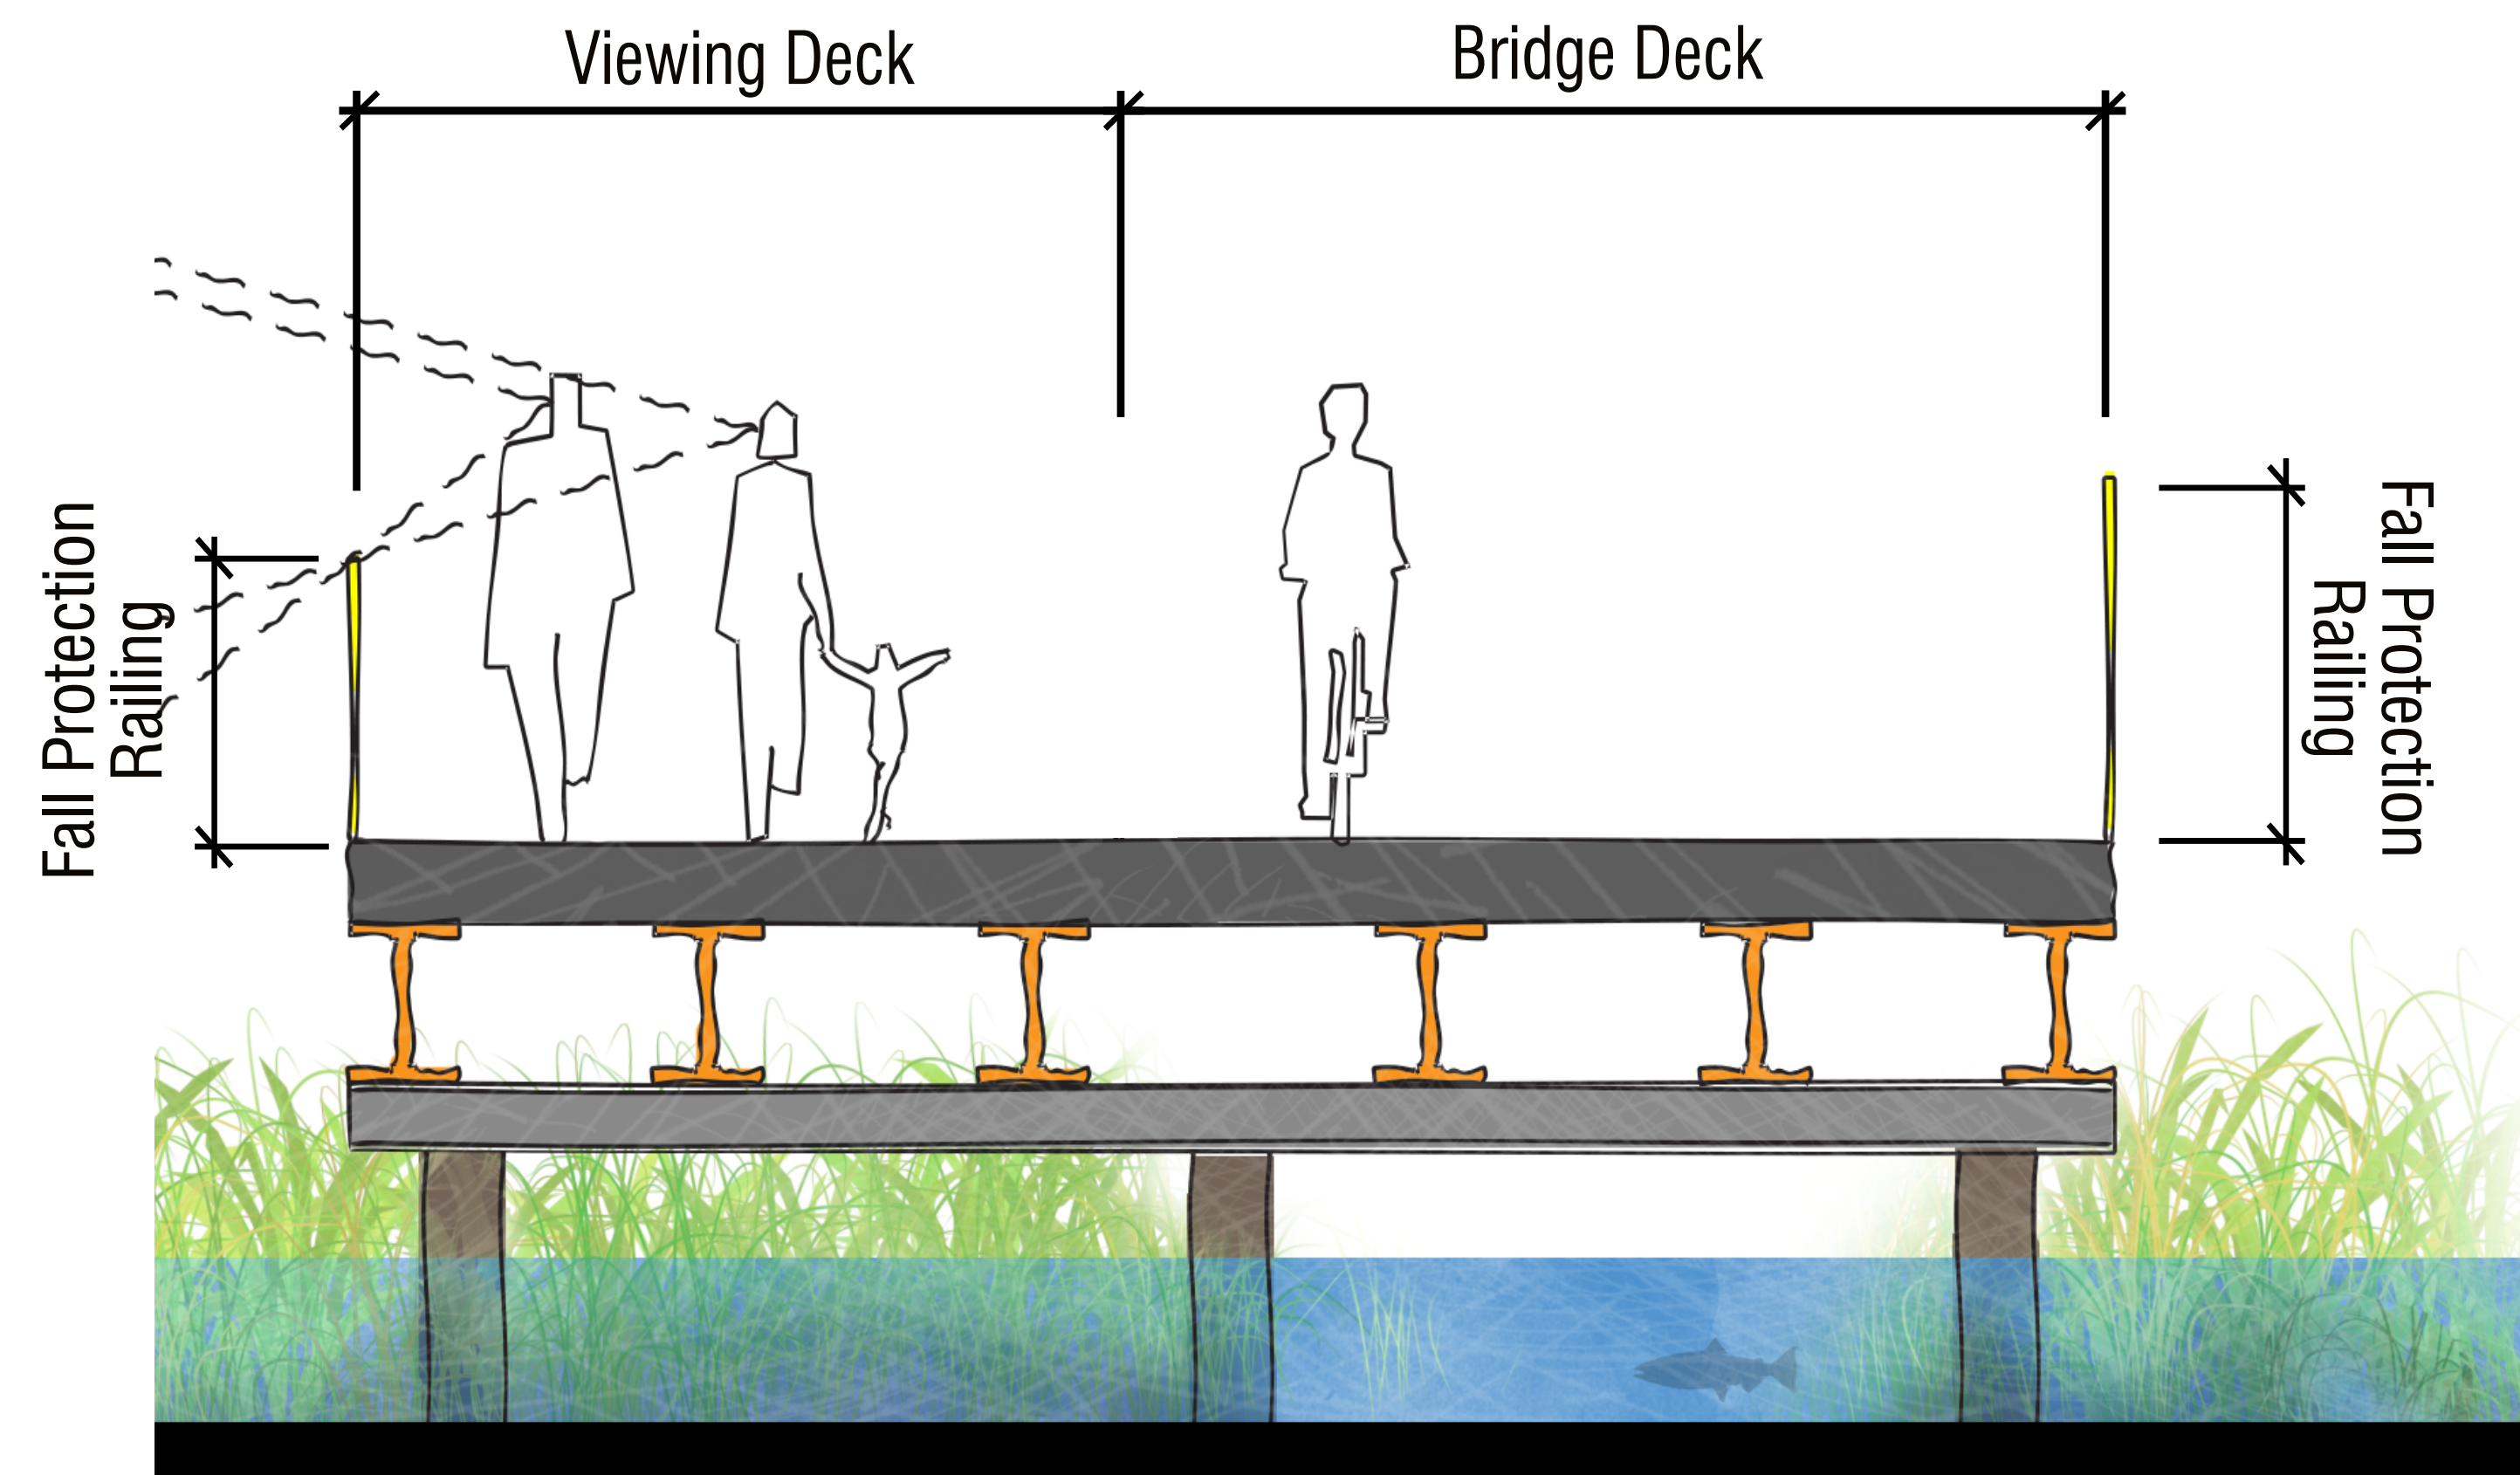 Viewing Deck
Bridge Deck
Fall Protection
Railing
Fall Protection
Railing